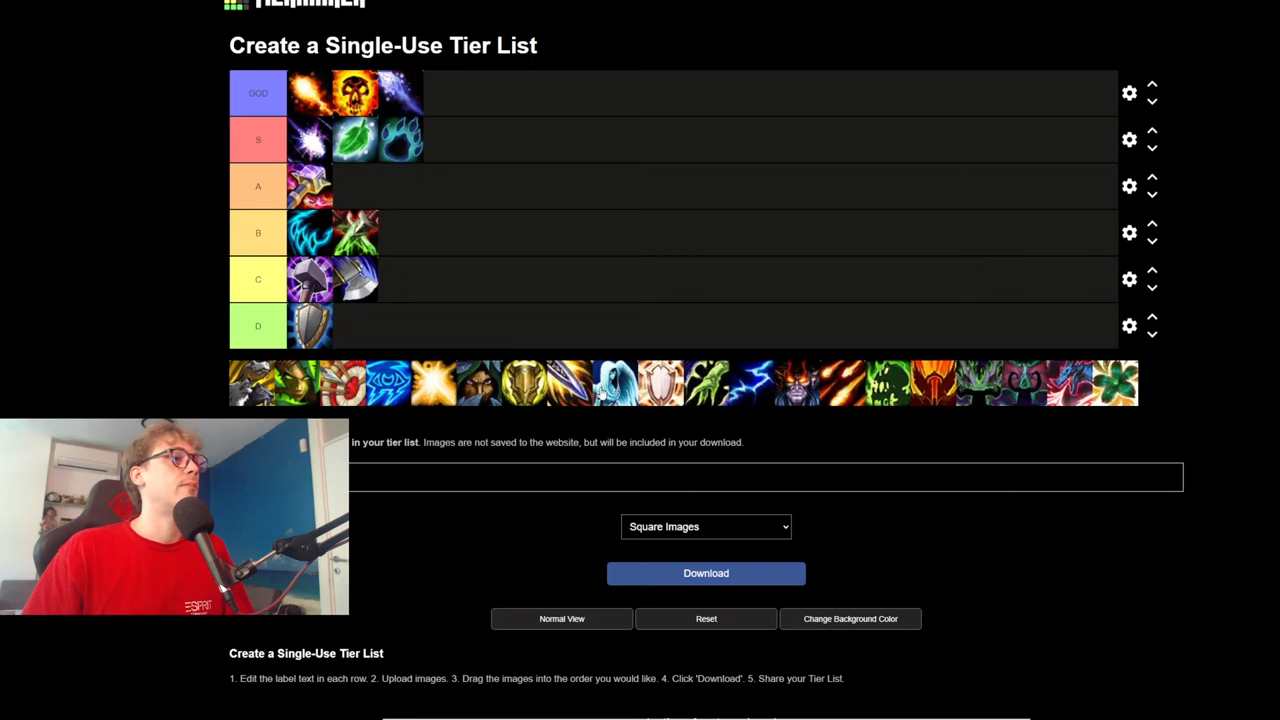 TIERMAKER
Create a Single-Use Tier List
GOD
S
A
B
C
D
in your tier list. Images are not saved to the website, but will be included in your download.
Square Images
Download
Normal View
Reset
Change Background Color
ESPRIT
Create a Single-Use Tier List
1. Edit the label text in each row. 2. Upload images. 3. Drag the images into the order you would like. 4. Click 'Download'. 5. Share your Tier List.